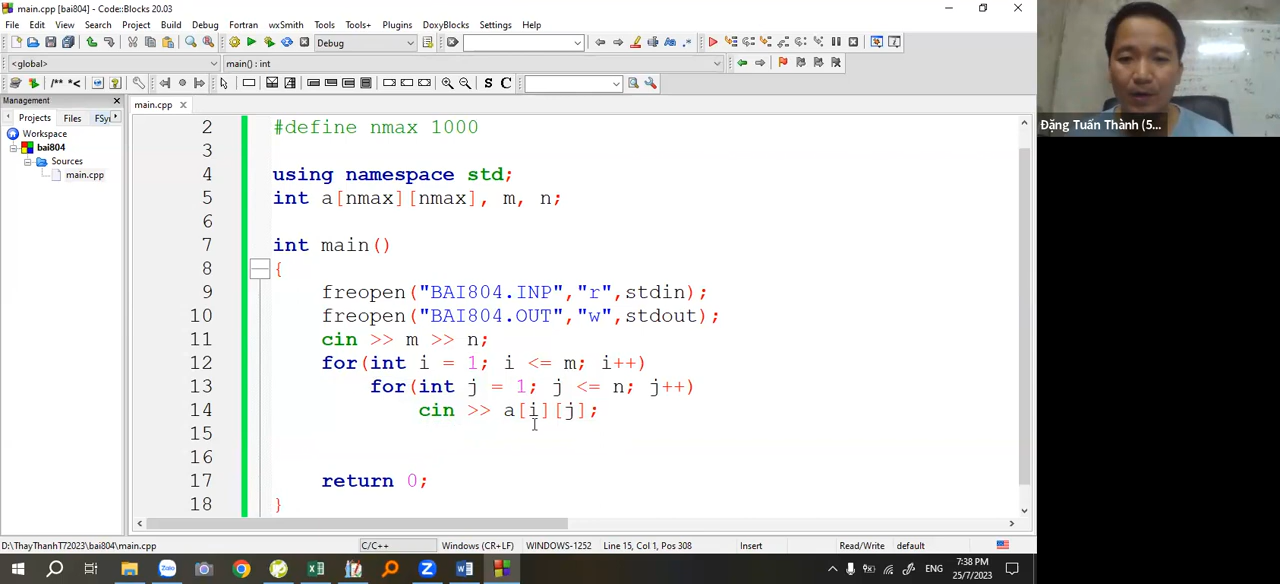 main.cpp [bai804] - Code::Blocks 20.03
File Edit View Search Project Build Debug Fortran wxSmith Tools Tools+ Plugins DoxyBlocks Settings Help
Debug
<global> main() : int
/** *< S C
Management
Projects Files FSy
Workspace
bai804
Sources
main.cpp
main.cpp
2 #define nmax 1000
3
4 using namespace std;
5 int a[nmax][nmax], m, n;
6
7 int main()
8 {
9 freopen("BAI804.INP","r",stdin);
10 freopen("BAI804.OUT","w",stdout);
11 cin >> m >> n;
12 for(int i = 1; i <= m; i++)
13 for(int j = 1; j <= n; j++)
14 cin >> a[i][j];
15
16
17 return 0;
18 }
D:\ThayThanhT72023\bai804\main.cpp C/C++ Windows (CR+LF) WINDOWS-1252 Line 15, Col 1, Pos 308 Insert Read/Write default
Zalo
ENG
7:38 PM
25/7/2023
Đặng Tuấn Thành (5...